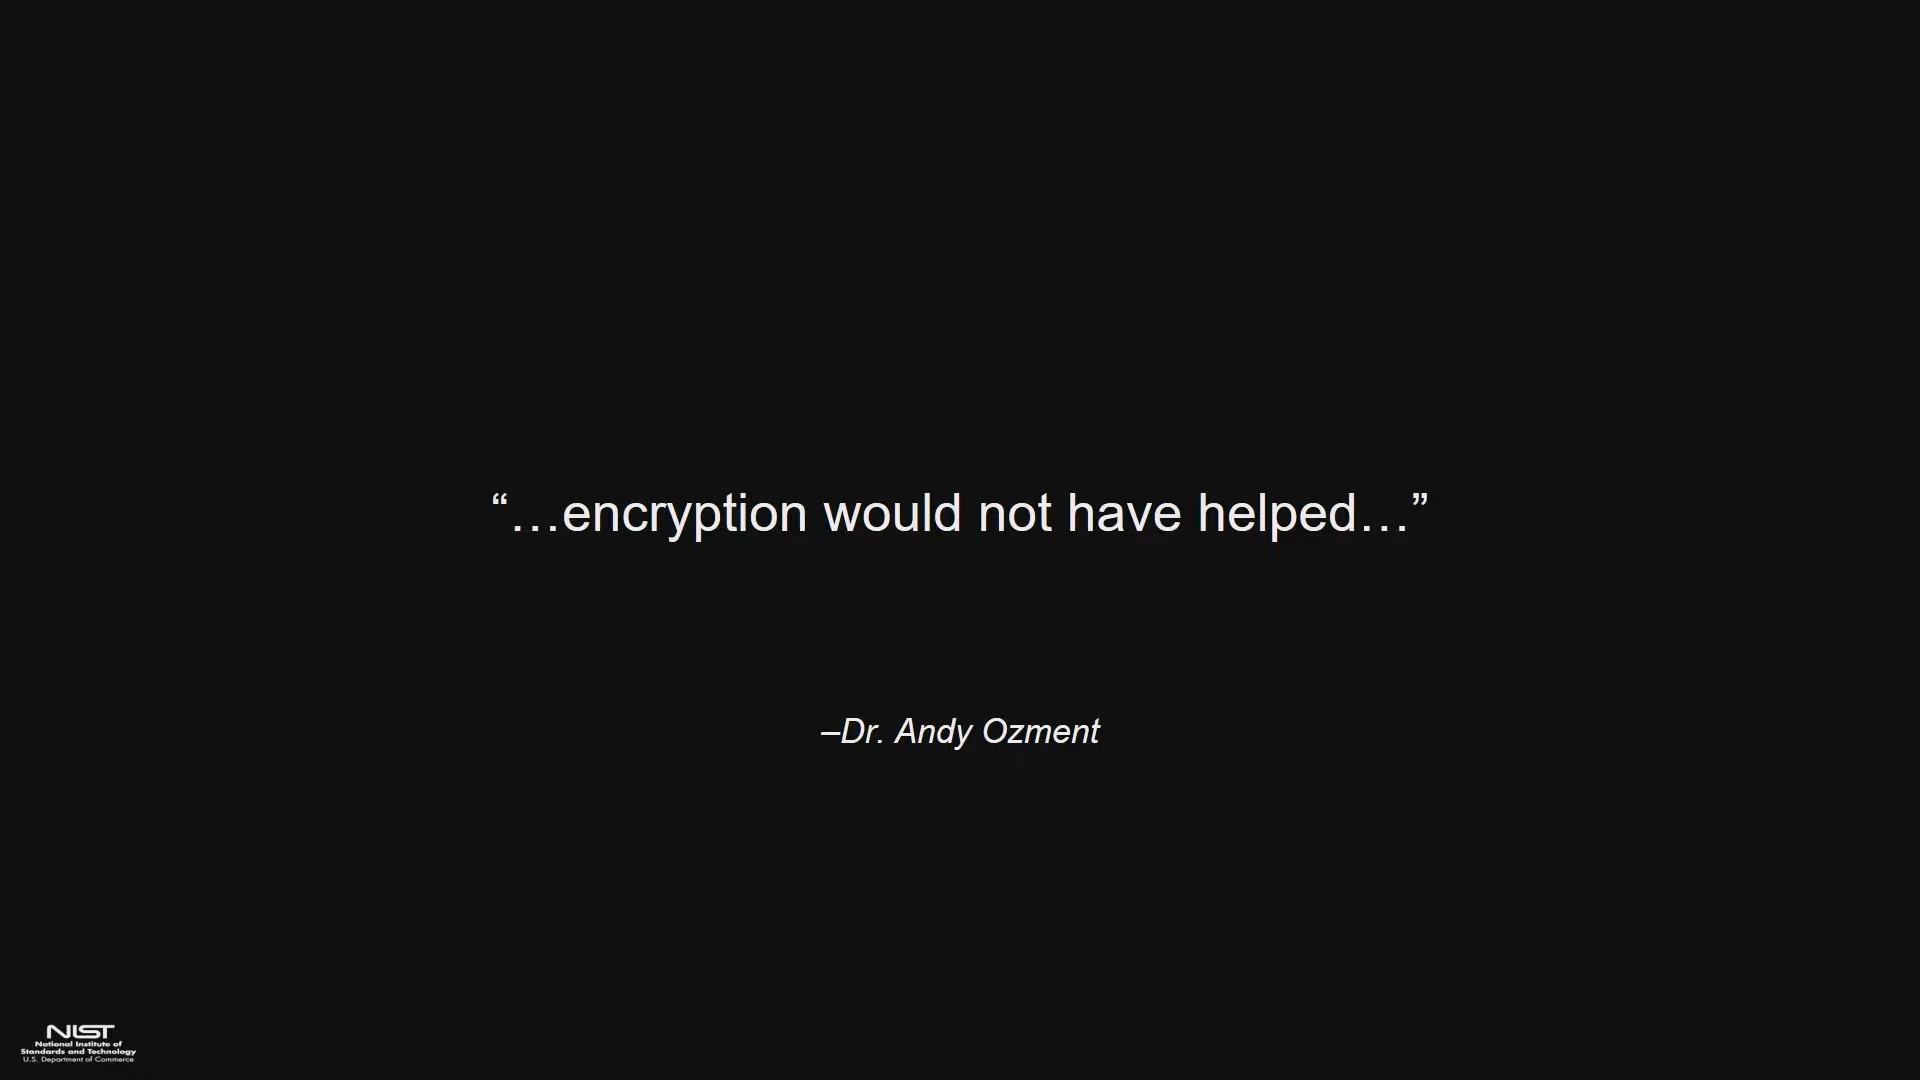 “…encryption would not have helped…”
–Dr. Andy Ozment
NIST
National Institute of
Standards and Technology
U.S. Department of Commerce